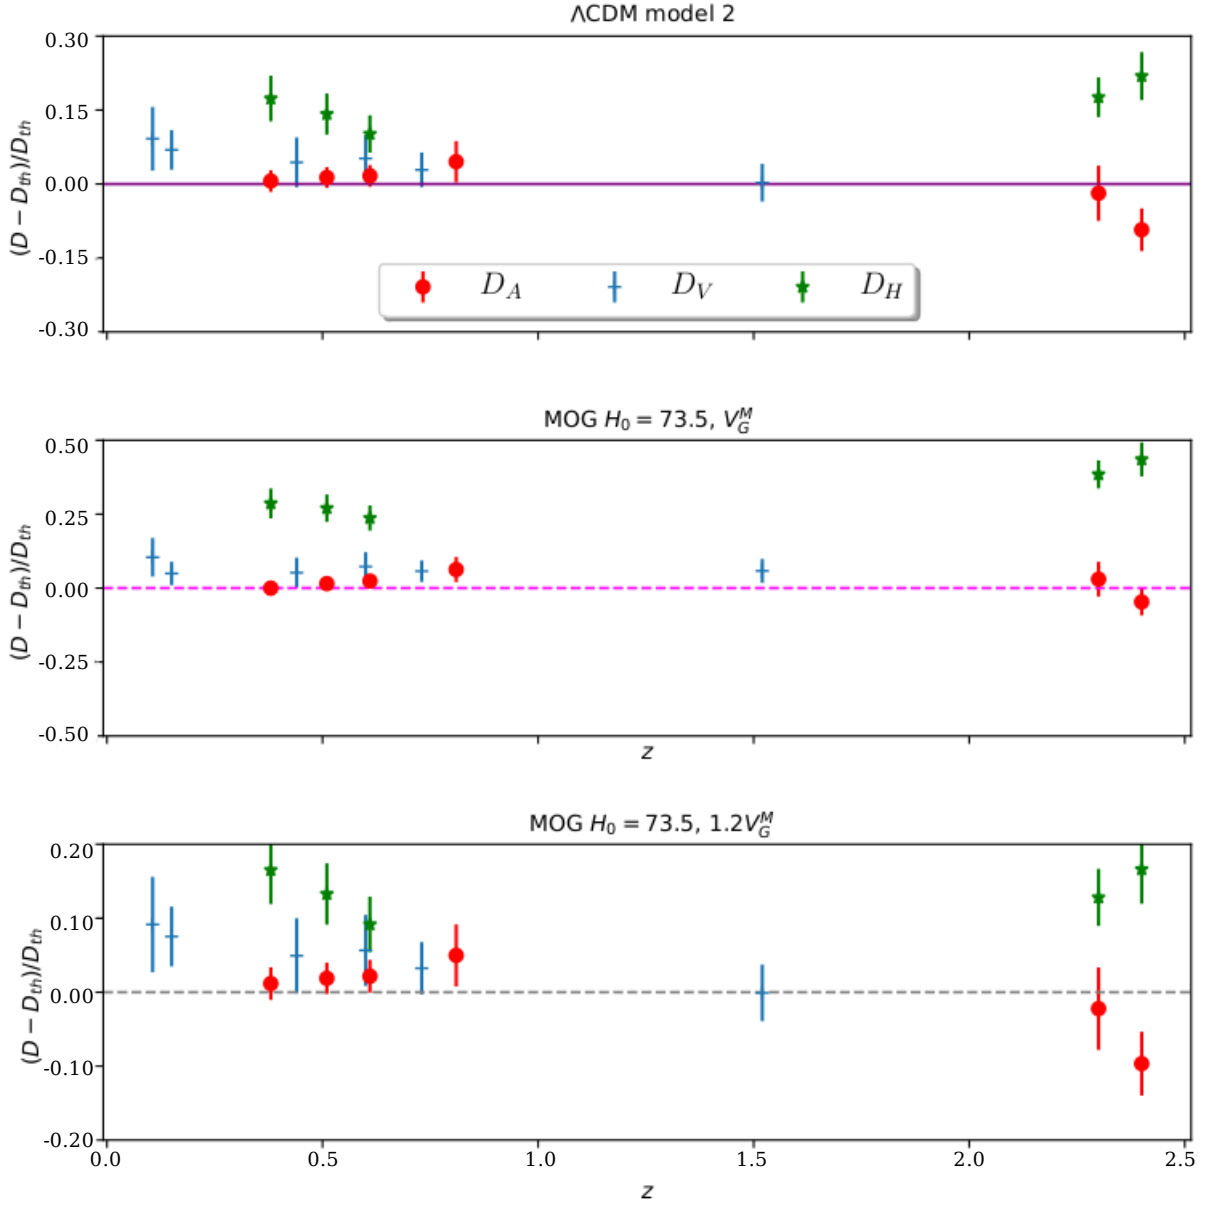 ΛCDM model 2
0.30
0.15
0.00
-0.15
-0.30
(D − D_th)/D_th
D_A D_V D_H
MOG H_0 = 73.5, V_G^M
0.50
0.25
0.00
-0.25
-0.50
(D − D_th)/D_th
z
MOG H_0 = 73.5, 1.2V_G^M
0.20
0.10
0.00
-0.10
-0.20
(D − D_th)/D_th
0.0 0.5 1.0 1.5 2.0 2.5
z